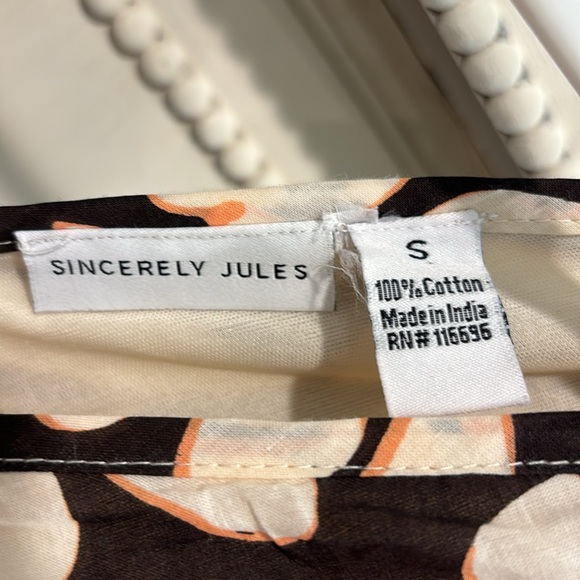 SINCERELY JULES
S
100% Cotton
Made in India
RN# 116696